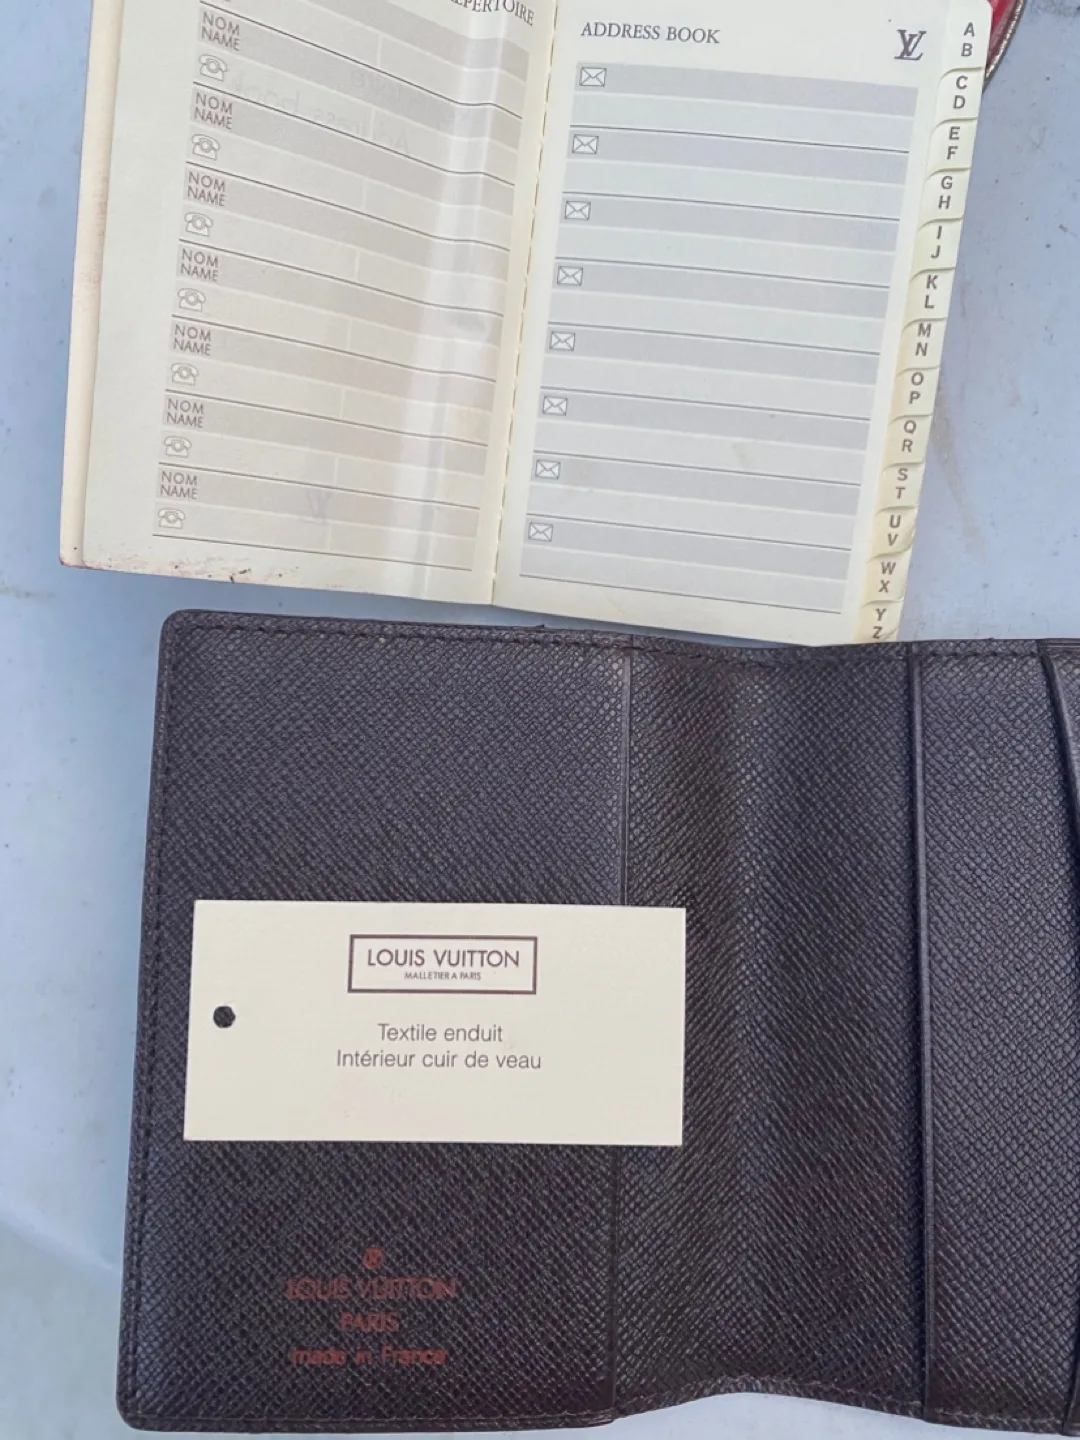 RÉPERTOIRE
NOM
NAME
NOM
NAME
NOM
NAME
NOM
NAME
NOM
NAME
NOM
NAME
NOM
NAME
ADDRESS BOOK
LV
A
B
C
D
E
F
G
H
I
J
K
L
M
N
O
P
Q
R
S
T
U
V
W
X
Y
Z
LOUIS VUITTON
MALLETIER A PARIS
Textile enduit
Intérieur cuir de veau
LOUIS VUITTON
PARIS
made in France